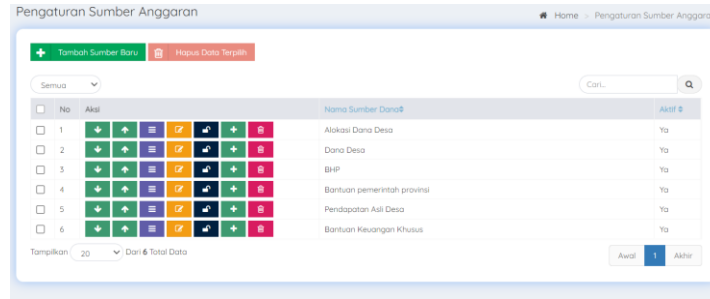 Pengaturan Sumber Anggaran
Home > Pengaturan Sumber Anggara
Tambah Sumber Baru Hapus Data Terpilih
Semua Cari...
No Aksi Nama Sumber Dana Aktif
1 Alokasi Dana Desa Ya
2 Dana Desa Ya
3 BHP Ya
4 Bantuan pemerintah provinsi Ya
5 Pendapatan Asli Desa Ya
6 Bantuan Keuangan Khusus Ya
Tampilkan 20 Dari 6 Total Data Awal 1 Akhir